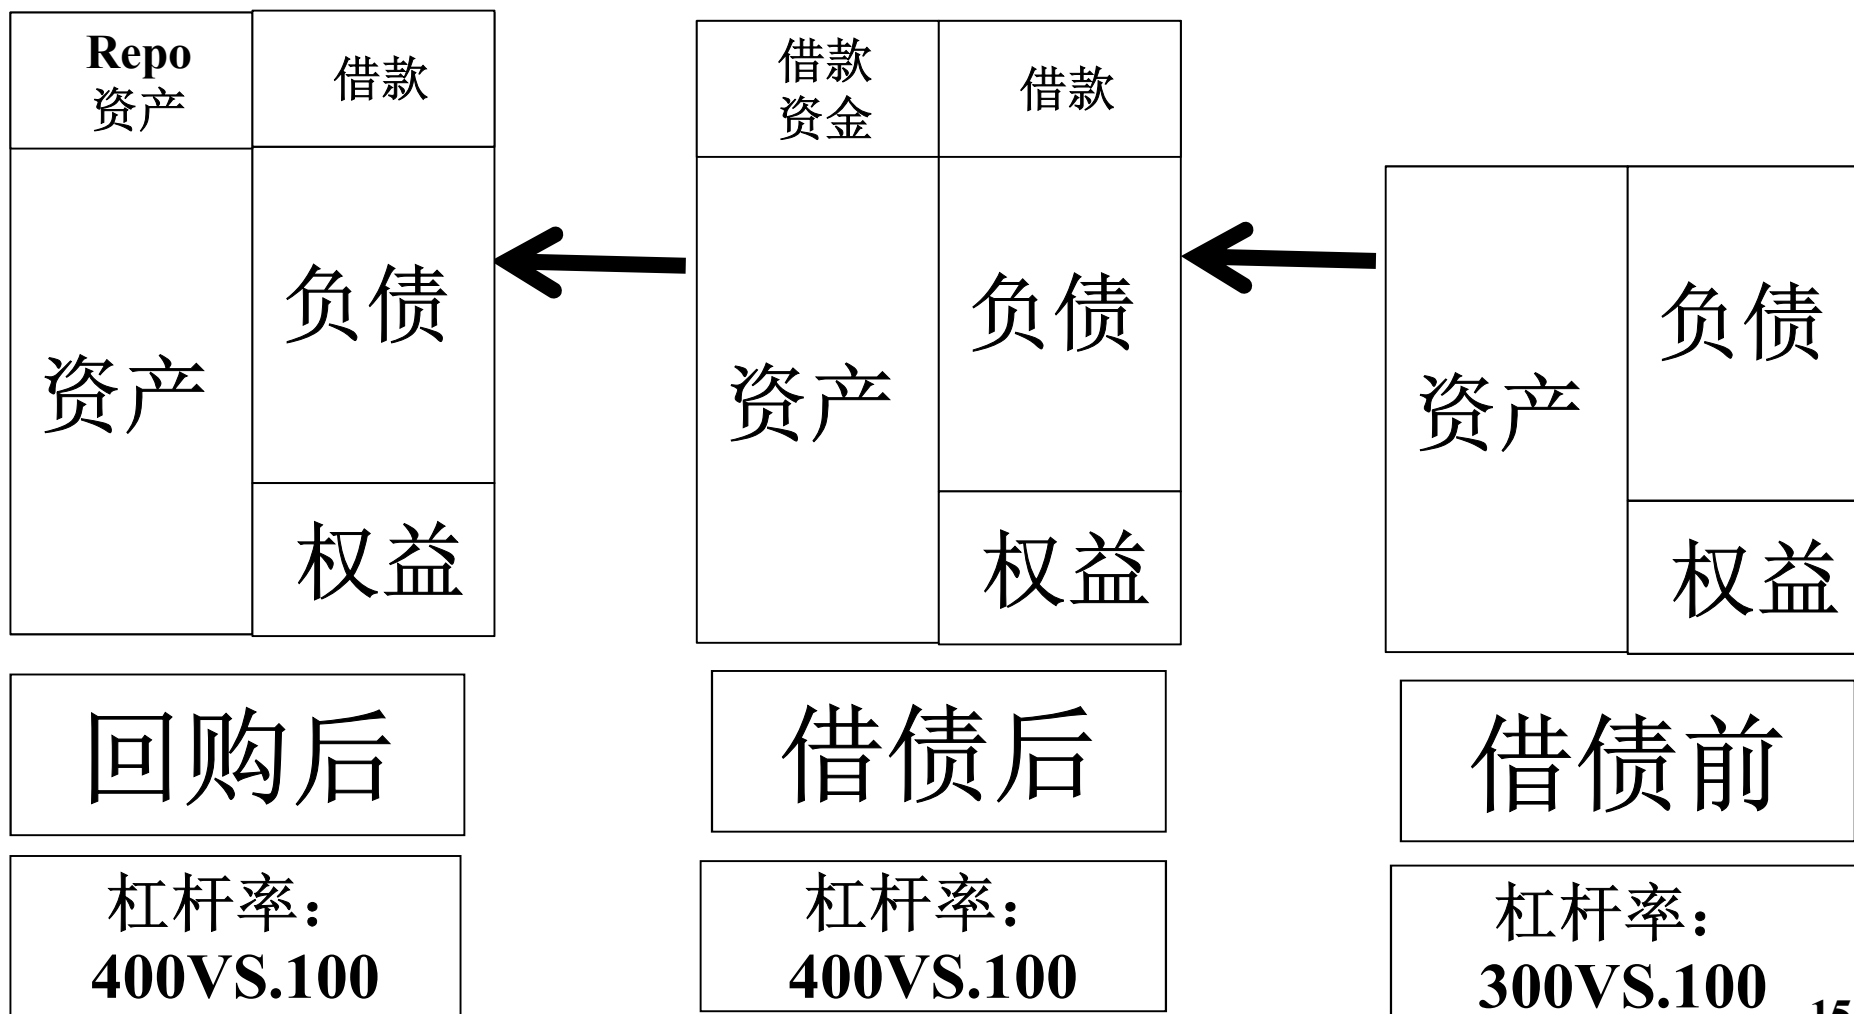 Repo
资产
借款
资产
负债
权益
回购后
杠杆率：
400VS.100
借款
资金
借款
资产
负债
权益
借债后
杠杆率：
400VS.100
资产
负债
权益
借债前
杠杆率：
300VS.100